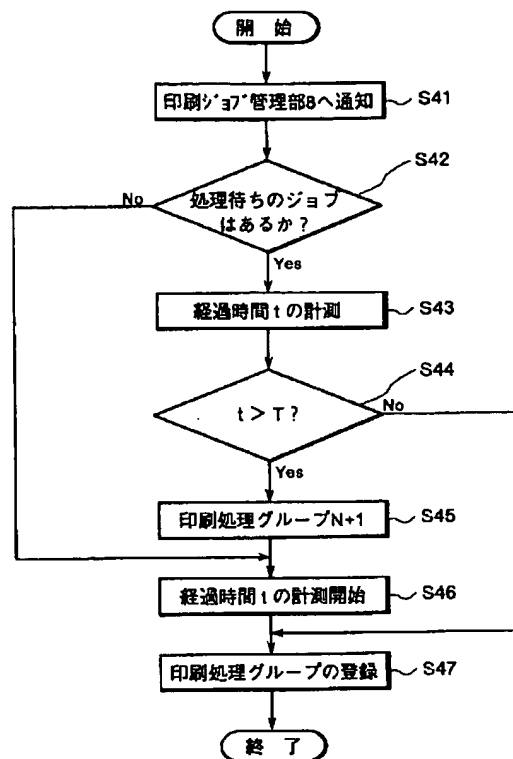 開 始
印刷ｼﾞｮﾌﾞ管理部8へ通知
S41
S42
No
処理待ちのジョブ
はあるか？
Yes
経過時間tの計測
S43
S44
t＞T？
No
Yes
印刷処理グループN+1
S45
経過時間tの計測開始
S46
印刷処理グループの登録
S47
終 了